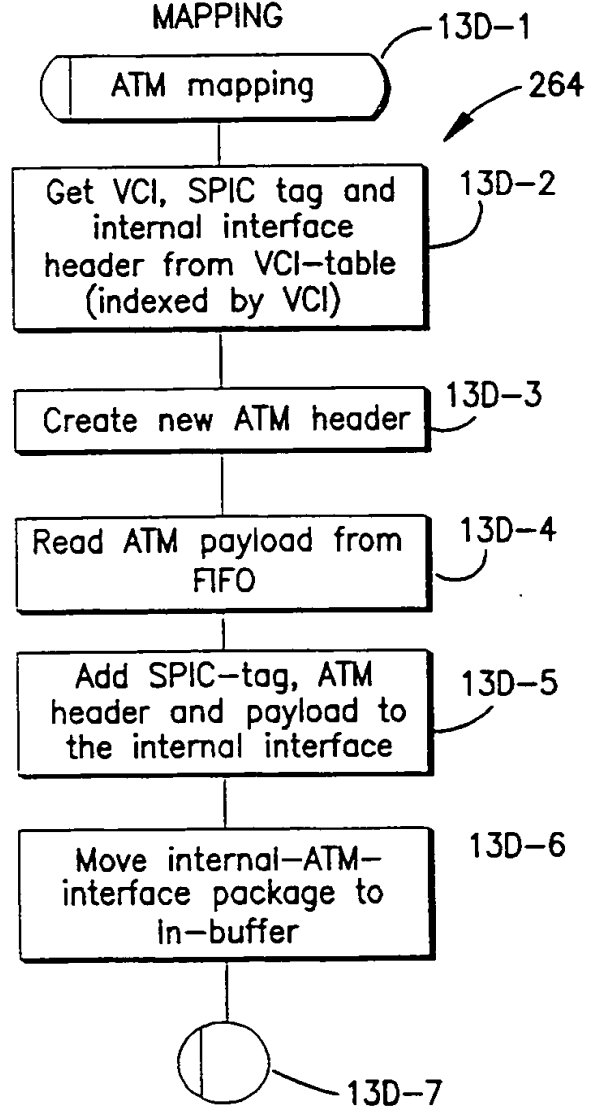 MAPPING
13D-1
ATM mapping
264
Get VCI, SPIC tag and
internal interface
header from VCI-table
(indexed by VCI)
13D-2
Create new ATM header
13D-3
Read ATM payload from
FIFO
13D-4
Add SPIC-tag, ATM
header and payload to
the internal interface
13D-5
Move internal-ATM-
interface package to
in-buffer
13D-6
13D-7